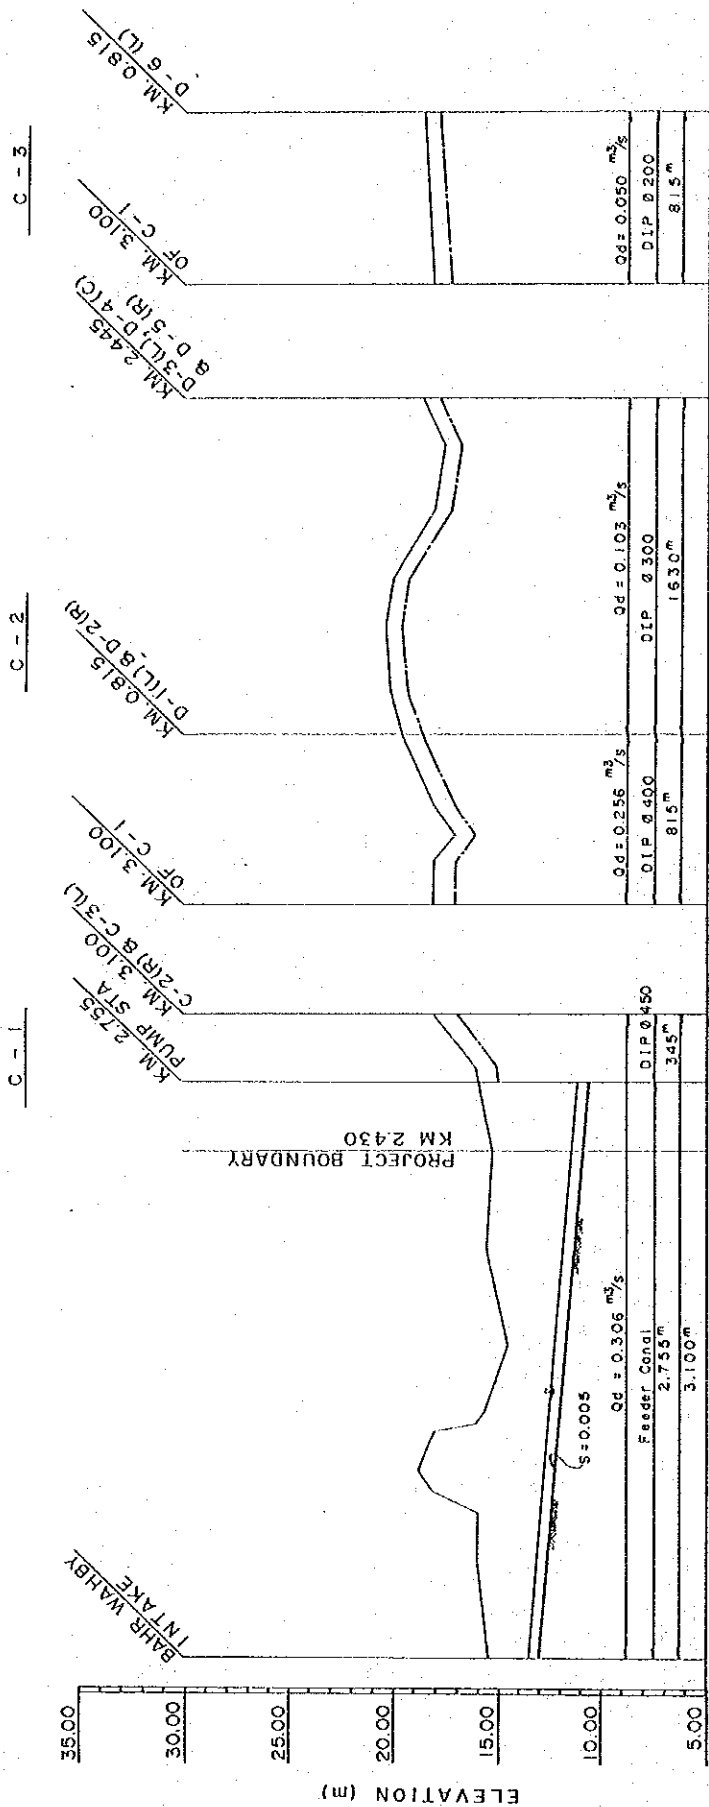 C - 1
C - 2
C - 3
BAHR WAHBY
INTAKE
KM. 2.755
PUMP STA
KM 3.100
C-2(R) & C-3(L)
KM. 3.100
OF C-1
KM. 0.815
D-1(L) & D-2(R)
KM. 2.445
D-3(L), D-4(C)
& D-5(R)
KM. 3.100
OF C-1
KM. 0.815
D-6 (L)
PROJECT BOUNDARY
KM 2.430
ELEVATION (m)
35.00
30.00
25.00
20.00
15.00
10.00
5.00
S=0.005
Qd = 0.306 m3/s
Feeder Canal
2.755m
3.100m
DIP Ø 450
345m
Qd = 0.256 m3/s
DIP Ø 400
815m
Qd = 0.103 m3/s
DIP Ø 300
1630m
Qd = 0.050 m3/s
DIP Ø 200
815m